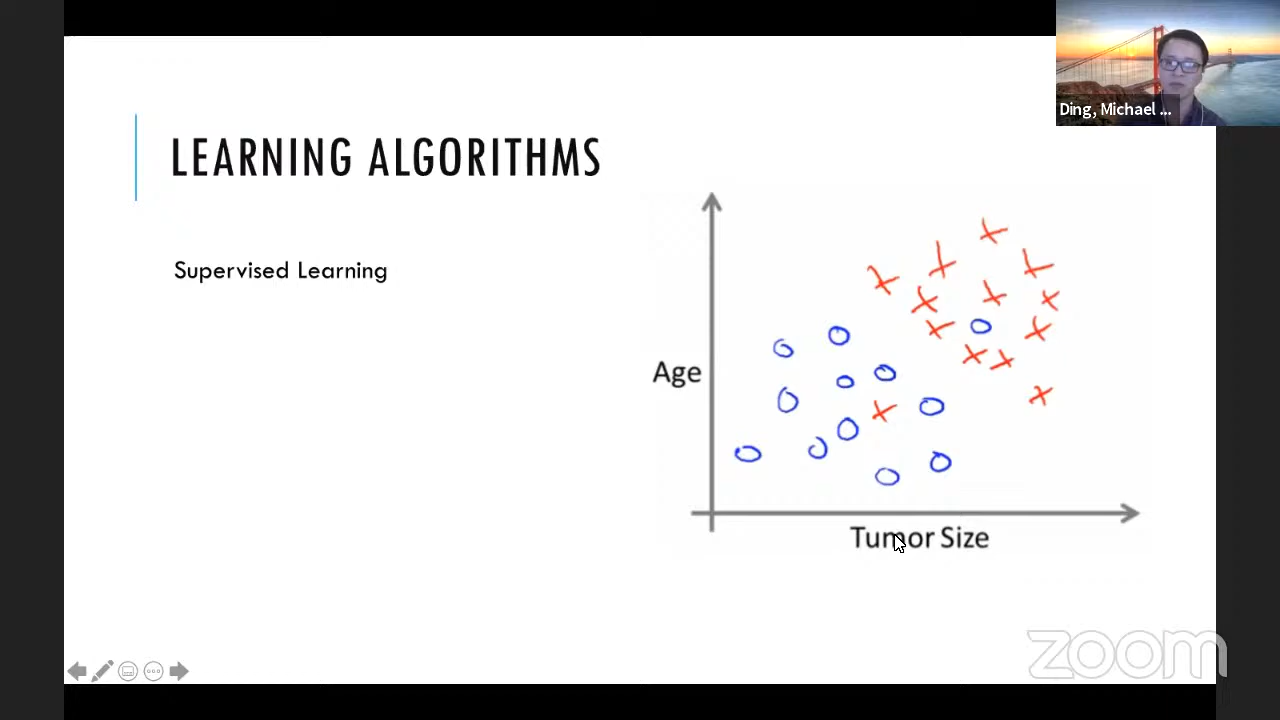 Ding, Michael ...
LEARNING ALGORITHMS
Supervised Learning
Age
Tumor Size
zoom